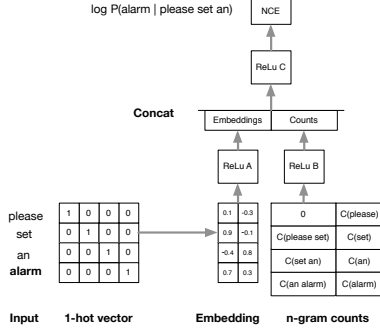 log P(alarm | please set an)
NCE
ReLu C
Concat
Embeddings Counts
ReLu A ReLu B
please 1 0 0 0 0.1 -0.3 0 C(please)
set 0 1 0 0 0.9 -0.1 C(please set) C(set)
an 0 0 1 0 -0.4 0.8 C(set an) C(an)
alarm 0 0 0 1 0.7 0.3 C(an alarm) C(alarm)
Input 1-hot vector Embedding n-gram counts